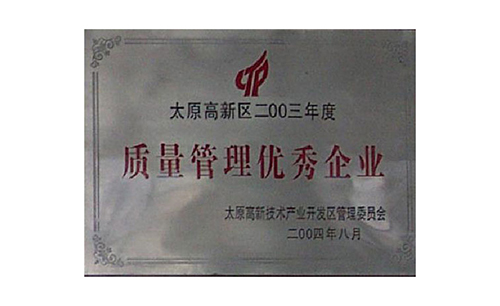 太原高新区二00三年度
质量管理优秀企业
太原高新技术产业开发区管理委员会
二00四年八月